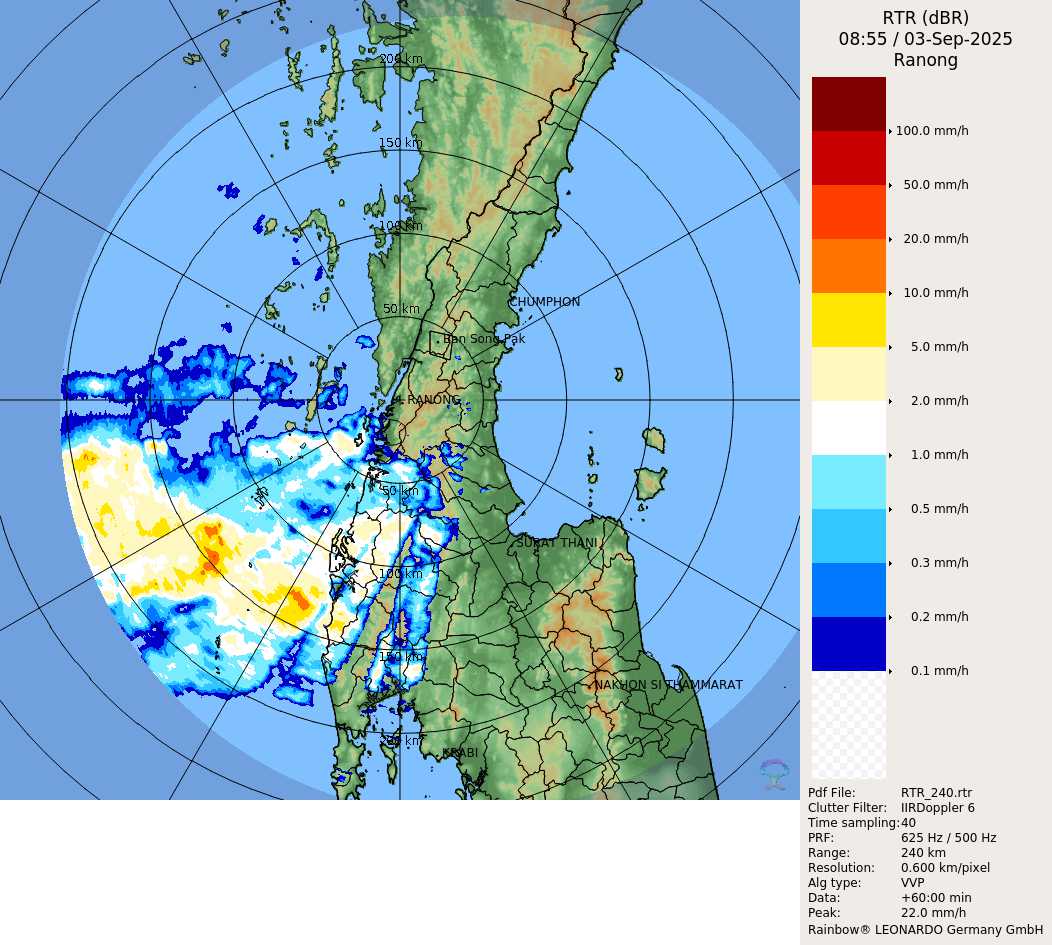 RTR (dBR)
08:55 / 03-Sep-2025
Ranong
100.0 mm/h
50.0 mm/h
20.0 mm/h
10.0 mm/h
5.0 mm/h
2.0 mm/h
1.0 mm/h
0.5 mm/h
0.3 mm/h
0.2 mm/h
0.1 mm/h
200 km
150 km
100 km
50 km
CHUMPHON
Ban Song Pak
RANONG
50 km
SURAT THANI
100 km
150 km
NAKHON SI THAMMARAT
200 km
KRABI
Pdf File: RTR_240.rtr
Clutter Filter: IIRDoppler 6
Time sampling:40
PRF: 625 Hz / 500 Hz
Range: 240 km
Resolution: 0.600 km/pixel
Alg type: VVP
Data: +60:00 min
Peak: 22.0 mm/h
Rainbow® LEONARDO Germany GmbH